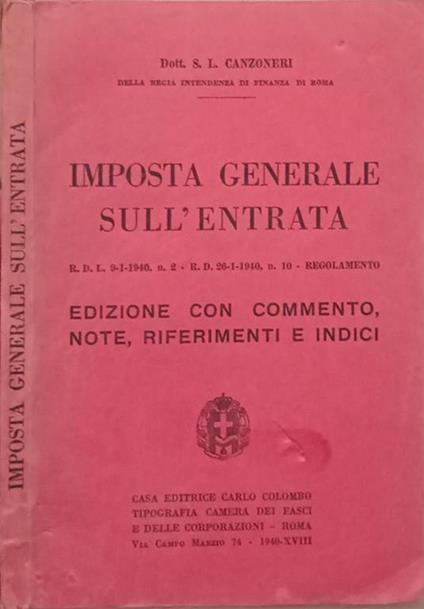 IMPOSTA GENERALE SULL'ENTRATA
Dott. S. L. CANZONERI
DELLA REGIA INTENDENZA DI FINANZA DI ROMA
IMPOSTA GENERALE
SULL'ENTRATA
R. D. L. 9-1-1940, n. 2 - R. D. 26-1-1940, n. 10 - REGOLAMENTO
EDIZIONE CON COMMENTO,
NOTE, RIFERIMENTI E INDICI
CASA EDITRICE CARLO COLOMBO
TIPOGRAFIA CAMERA DEI FASCI
E DELLE CORPORAZIONI - ROMA
VIA CAMPO MARZIO 74 - 1940-XVIII